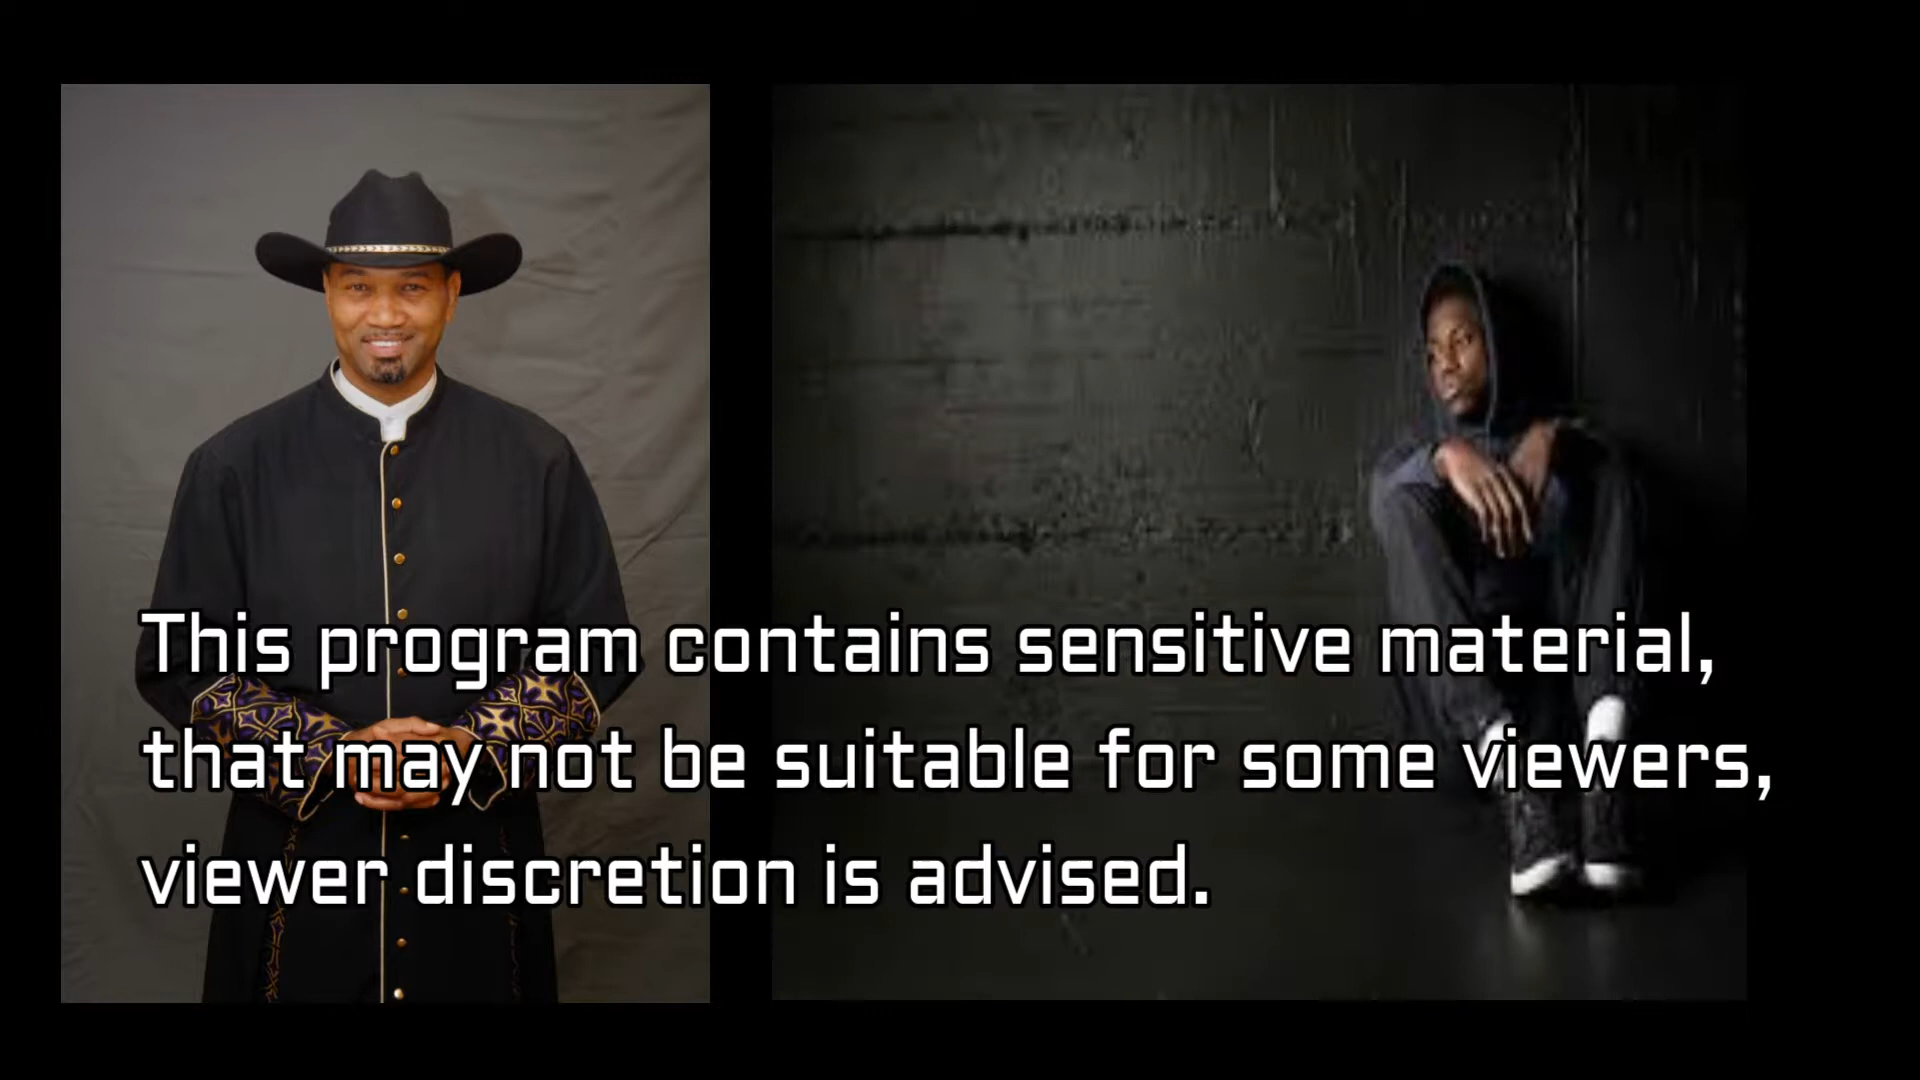 This program contains sensitive material,
that may not be suitable for some viewers,
viewer discretion is advised.